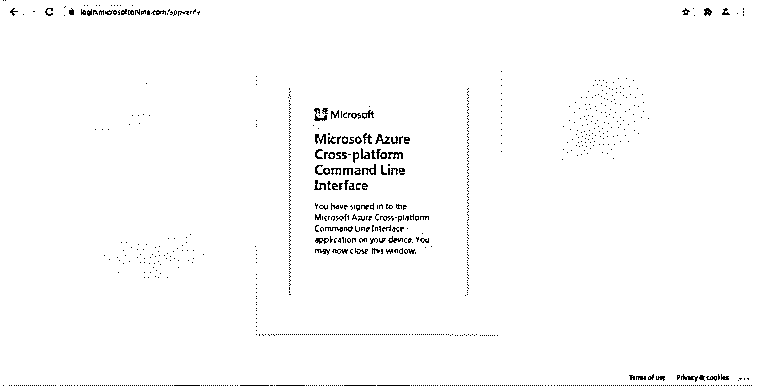 login.microsoftonline.com/appverify
Microsoft
Microsoft Azure
Cross-platform
Command Line
Interface
You have signed in to the
Microsoft Azure Cross-platform
Command Line Interface
application on your device. You
may now close this window.
Terms of use Privacy & cookies ...